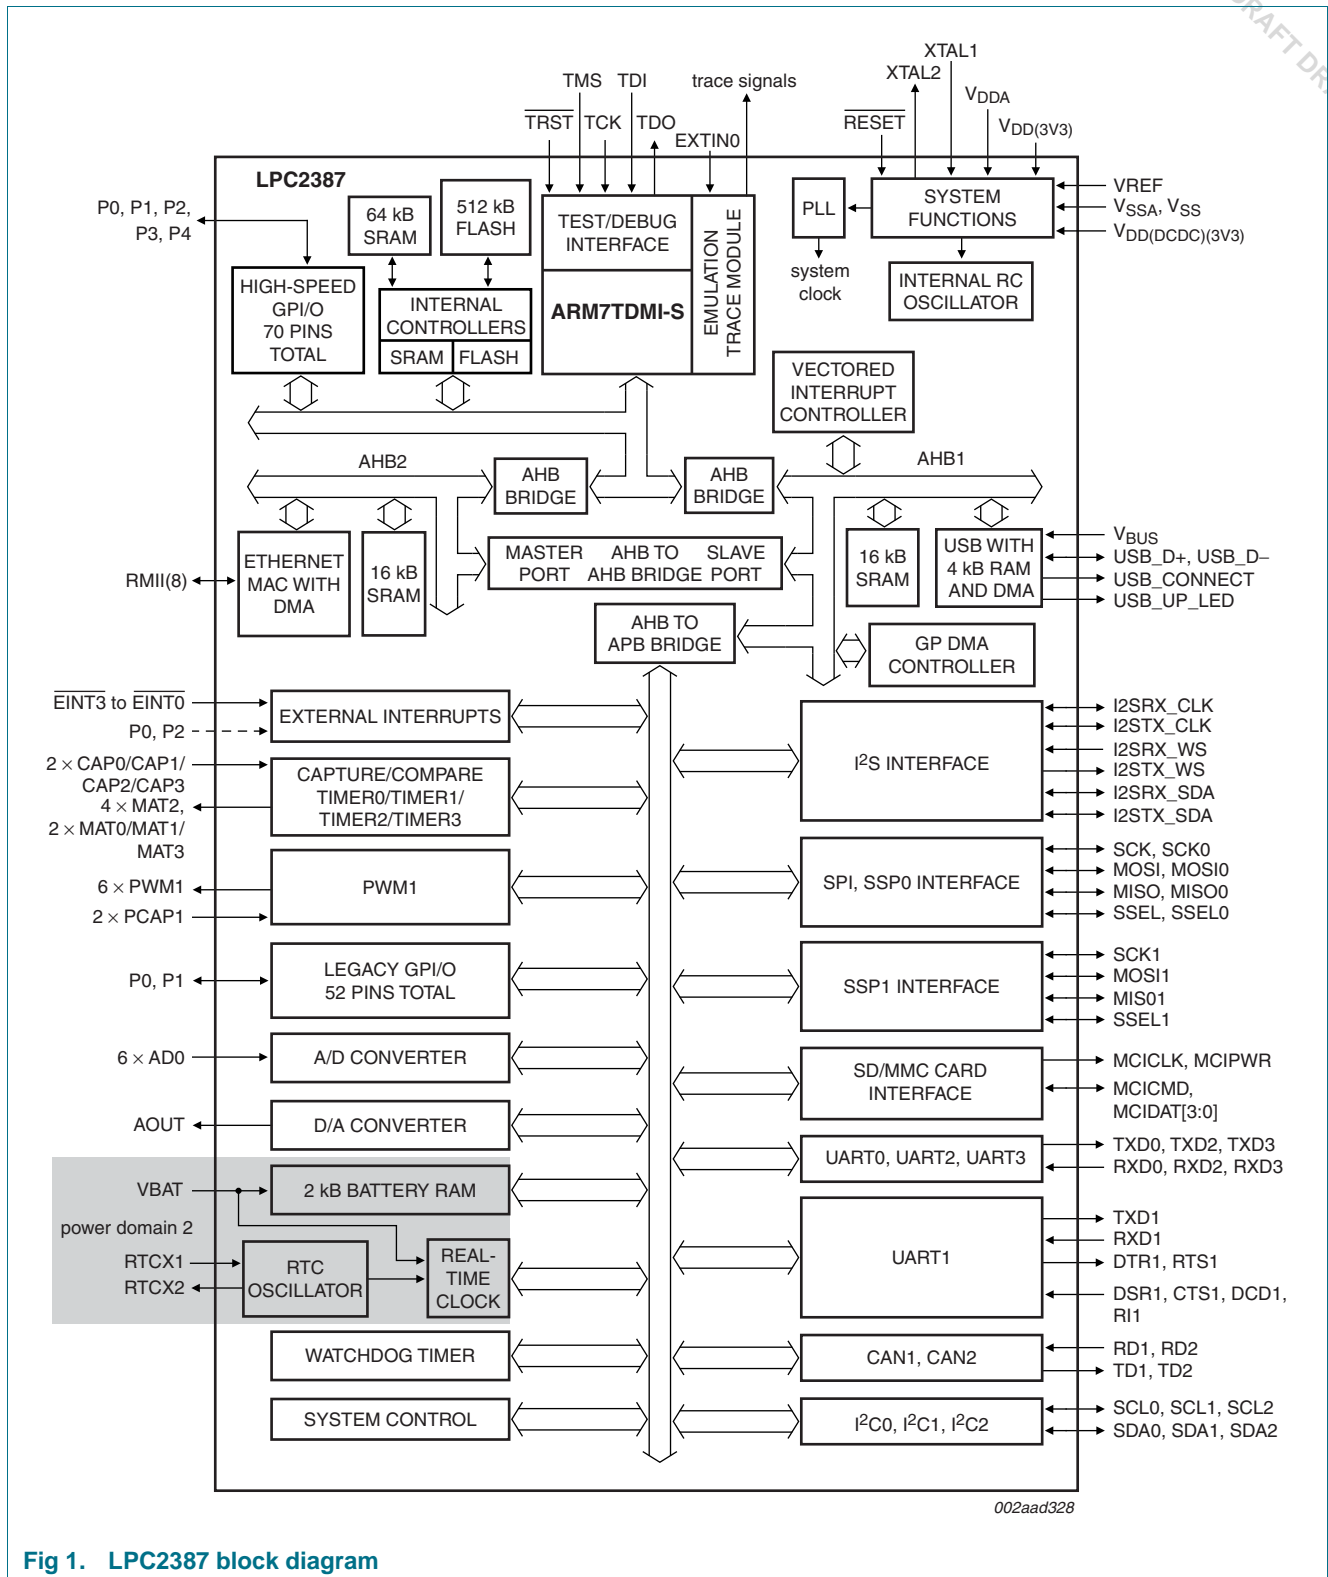 DRAFT DRA
XTAL1
XTAL2
VDDA
VDD(3V3)
TMS TDI
trace signals
TRST TCK TDO
EXTIN0
RESET
LPC2387
P0, P1, P2,
P3, P4
64 kB
SRAM
512 kB
FLASH
TEST/DEBUG
INTERFACE
EMULATION
TRACE MODULE
PLL
SYSTEM
FUNCTIONS
VREF
VSSA, VSS
VDD(DCDC)(3V3)
system
clock
HIGH-SPEED
GPI/O
70 PINS
TOTAL
INTERNAL
CONTROLLERS
SRAM FLASH
ARM7TDMI-S
INTERNAL RC
OSCILLATOR
VECTORED
INTERRUPT
CONTROLLER
AHB2
AHB
BRIDGE
AHB
BRIDGE
AHB1
ETHERNET
MAC WITH
DMA
16 kB
SRAM
MASTER
PORT
AHB TO
AHB BRIDGE
SLAVE
PORT
16 kB
SRAM
USB WITH
4 kB RAM
AND DMA
VBUS
USB_D+, USB_D−
USB_CONNECT
USB_UP_LED
RMII(8)
AHB TO
APB BRIDGE
GP DMA
CONTROLLER
EINT3 to EINT0
P0, P2
EXTERNAL INTERRUPTS
I2S INTERFACE
I2SRX_CLK
I2STX_CLK
I2SRX_WS
I2STX_WS
I2SRX_SDA
I2STX_SDA
2 × CAP0/CAP1/
CAP2/CAP3
4 × MAT2,
2 × MAT0/MAT1/
MAT3
CAPTURE/COMPARE
TIMER0/TIMER1/
TIMER2/TIMER3
6 × PWM1
2 × PCAP1
PWM1
SPI, SSP0 INTERFACE
SCK, SCK0
MOSI, MOSI0
MISO, MISO0
SSEL, SSEL0
P0, P1
LEGACY GPI/O
52 PINS TOTAL
SSP1 INTERFACE
SCK1
MOSI1
MIS01
SSEL1
6 × AD0
A/D CONVERTER
SD/MMC CARD
INTERFACE
MCICLK, MCIPWR
MCICMD,
MCIDAT[3:0]
AOUT
D/A CONVERTER
UART0, UART2, UART3
TXD0, TXD2, TXD3
RXD0, RXD2, RXD3
VBAT
2 kB BATTERY RAM
power domain 2
RTCX1
RTCX2
RTC
OSCILLATOR
REAL-
TIME
CLOCK
UART1
TXD1
RXD1
DTR1, RTS1
DSR1, CTS1, DCD1,
RI1
WATCHDOG TIMER
CAN1, CAN2
RD1, RD2
TD1, TD2
SYSTEM CONTROL
I2C0, I2C1, I2C2
SCL0, SCL1, SCL2
SDA0, SDA1, SDA2
002aad328
Fig 1. LPC2387 block diagram